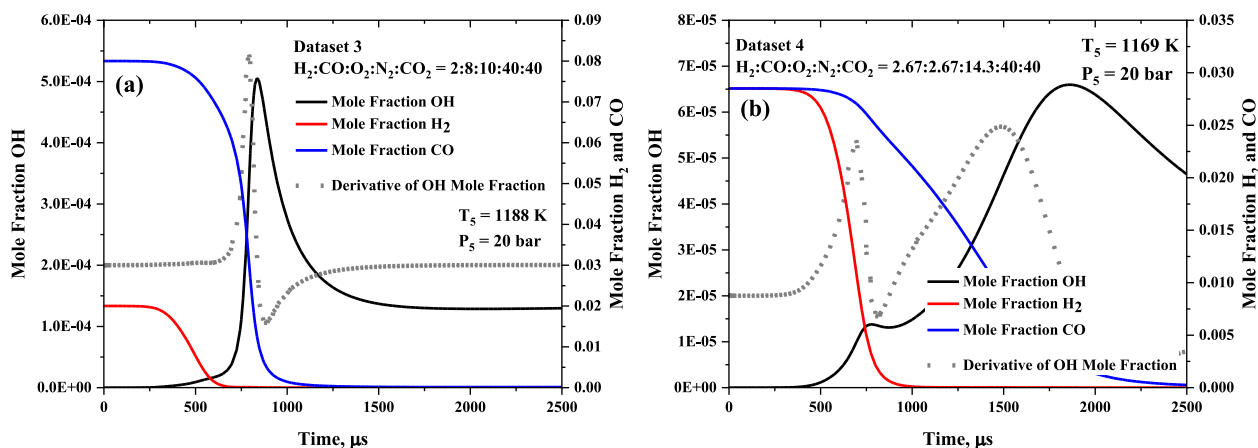 Dataset 3
H₂:CO:O₂:N₂:CO₂ = 2:8:10:40:40
(a)
Mole Fraction OH
Mole Fraction H₂
Mole Fraction CO
Derivative of OH Mole Fraction
T₅ = 1188 K
P₅ = 20 bar
6.0E-04
5.0E-04
4.0E-04
3.0E-04
2.0E-04
1.0E-04
0.0E+00
Mole Fraction OH
0.09
0.08
0.07
0.06
0.05
0.04
0.03
0.02
0.01
0.00
Mole Fraction H₂ and CO
0 500 1000 1500 2000 2500
Time, μs
Dataset 4
H₂:CO:O₂:N₂:CO₂ = 2.67:2.67:14.3:40:40
T₅ = 1169 K
P₅ = 20 bar
(b)
Mole Fraction OH
Mole Fraction H₂
Mole Fraction CO
Derivative of OH Mole Fraction
8E-05
7E-05
6E-05
5E-05
4E-05
3E-05
2E-05
1E-05
0E+00
Mole Fraction OH
0.035
0.030
0.025
0.020
0.015
0.010
0.005
0.000
Mole Fraction H₂ and CO
0 500 1000 1500 2000 2500
Time, μs